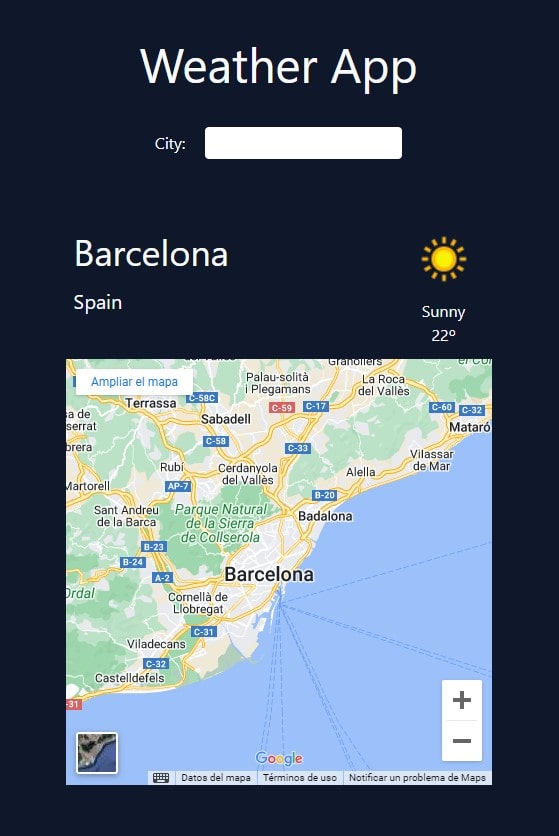 Weather App
City:
Barcelona
Spain
Sunny
22º
Ampliar el mapa
Granollers
el Col
Palau-solità
i Plegamans
La Roca
del Vallès
C-58C
C-59
C-17
C-60
C-32
Terrassa
Sabadell
Mataró
sa de
serrat
C-58
C-33
Vilassar
de Mar
brera
Rubí
Cerdanyola
del Vallès
Alella
Martorell
AP-7
B-20
Sant Andreu
de la Barca
Parque Natural
de la Sierra
de Collserola
Badalona
B-23
B-24
A-2
Barcelona
Ordal
Cornellà de
Llobregat
C-31
Viladecans
C-32
Castelldefels
-31
Google
Datos del mapa
Términos de uso
Notificar un problema de Maps